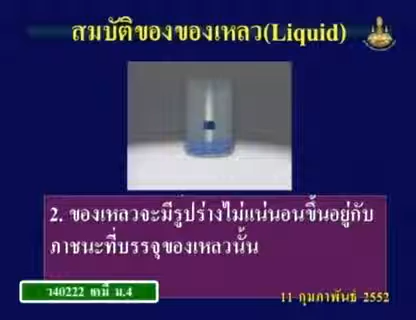 สมบัติของของเหลว(Liquid)
2. ของเหลวจะมีรูปร่างไม่แน่นอนขึ้นอยู่กับ
ภาชนะที่บรรจุของเหลวนั้น
ว40222 เคมี ม.4
11 กุมภาพันธ์ 2552